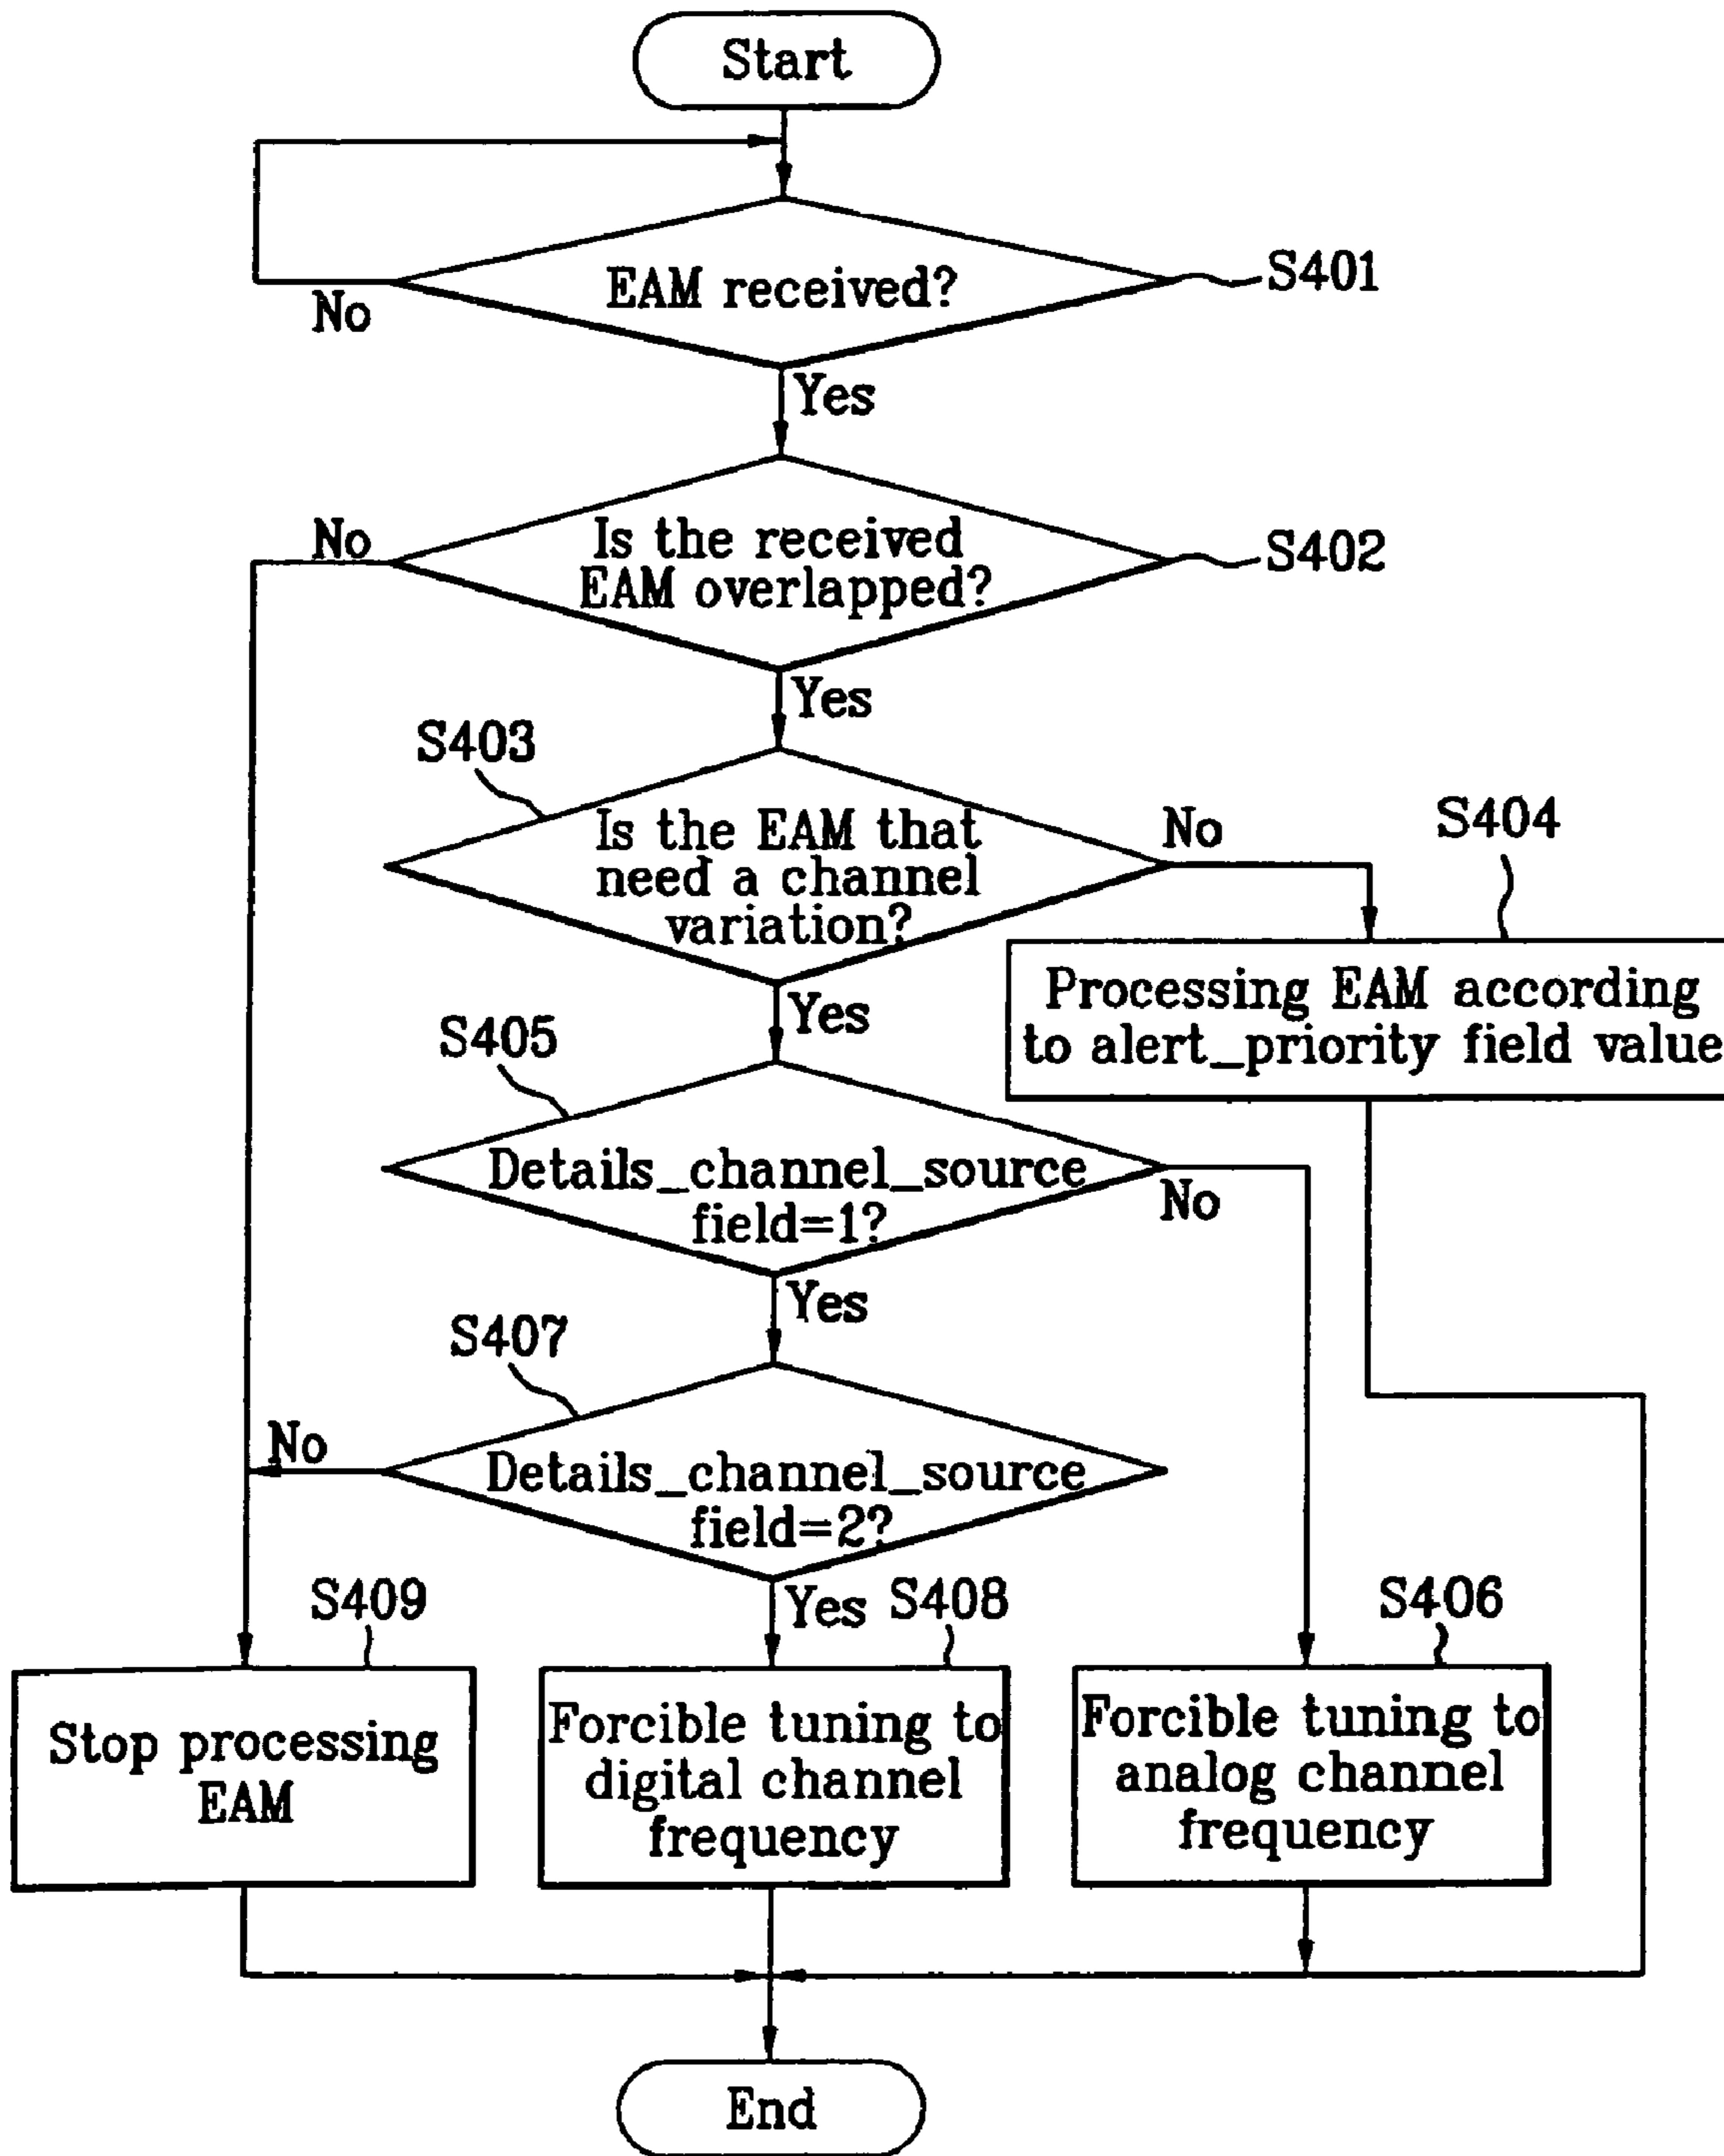 Start
EAM received?
S401
No
Yes
Is the received
EAM overlapped?
S402
No
Yes
S403
Is the EAM that
need a channel
variation?
No
S404
Processing EAM according
to alert_priority field value
Yes
S405
Details_channel_source
field=1?
No
Yes
S407
Details_channel_source
field=2?
No
Yes
S409
Stop processing
EAM
S408
Forcible tuning to
digital channel
frequency
S406
Forcible tuning to
analog channel
frequency
End